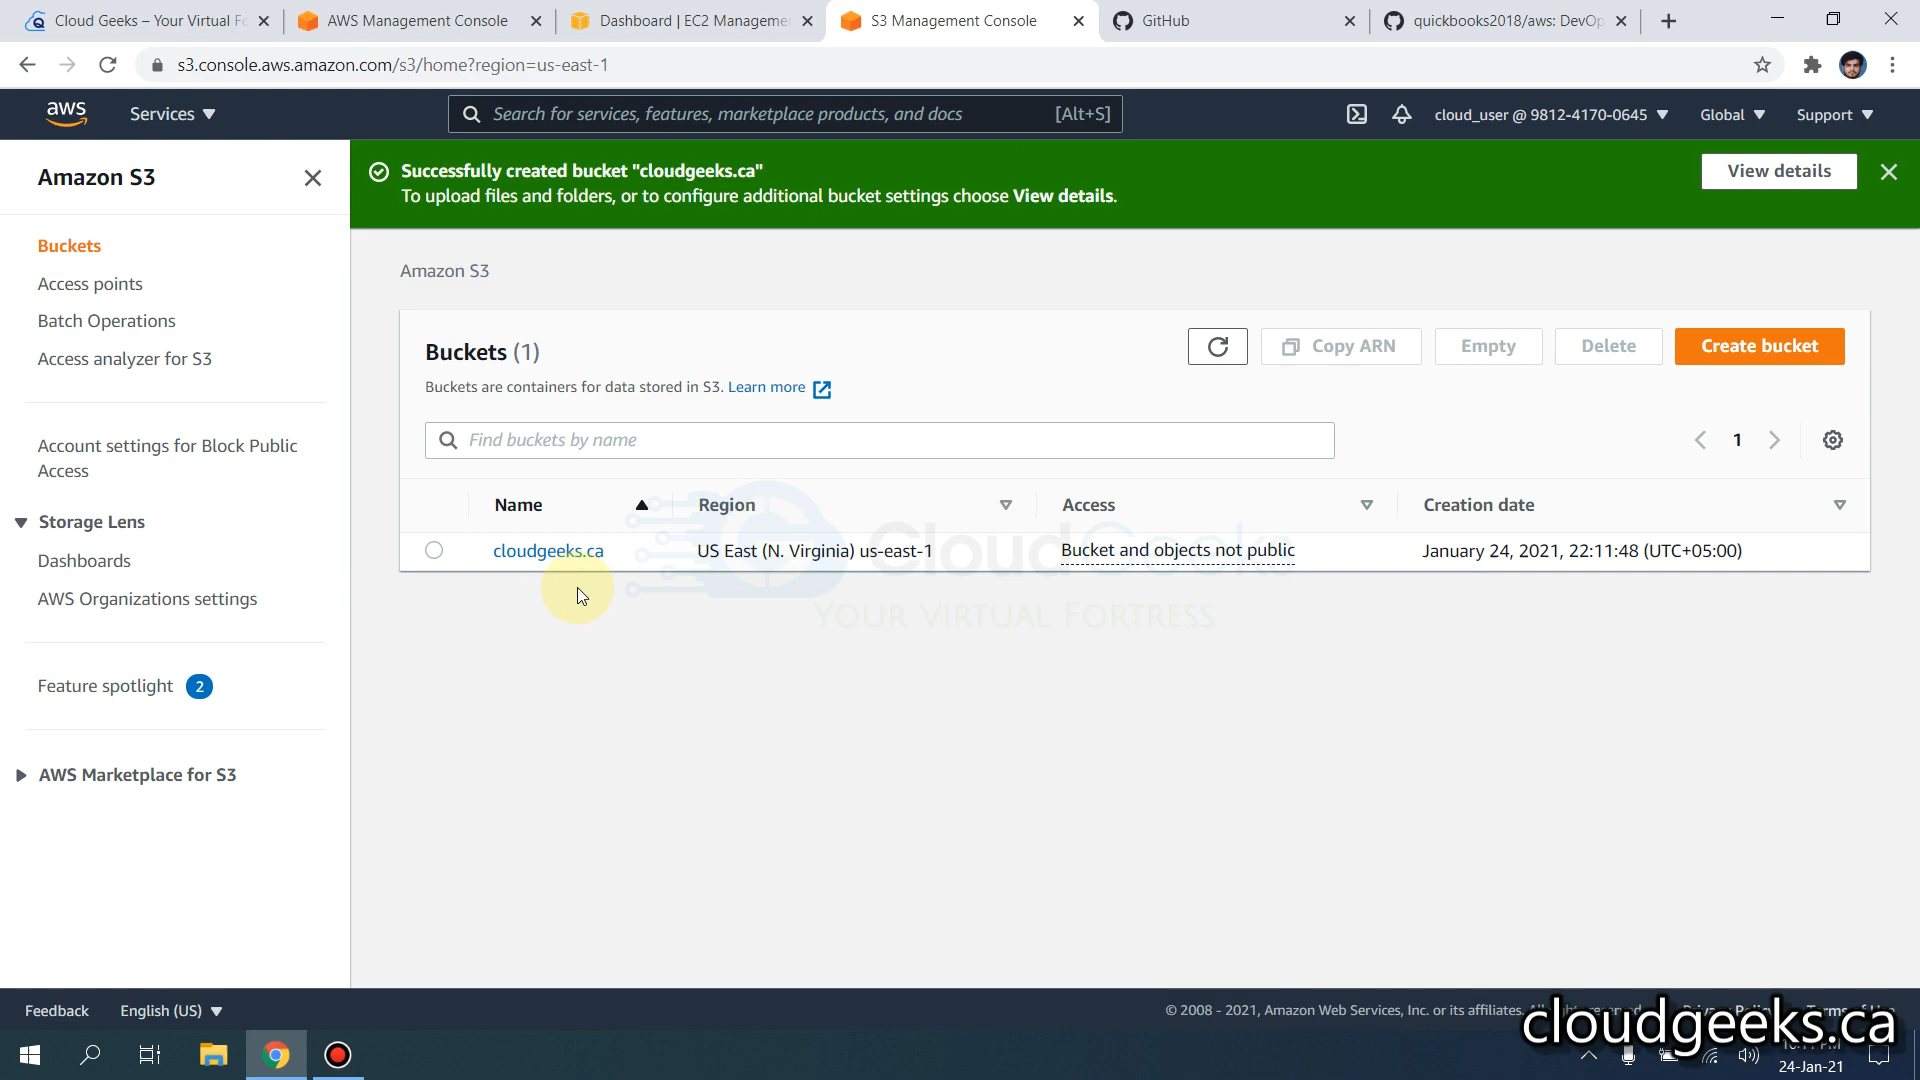 Cloud Geeks – Your Virtual Fo
AWS Management Console
Dashboard | EC2 Manageme
S3 Management Console
GitHub
quickbooks2018/aws: DevOp
s3.console.aws.amazon.com/s3/home?region=us-east-1
aws
Services
Search for services, features, marketplace products, and docs
[Alt+S]
cloud_user @ 9812-4170-0645
Global
Support
Amazon S3
Successfully created bucket "cloudgeeks.ca"
To upload files and folders, or to configure additional bucket settings choose View details.
View details
Buckets
Access points
Batch Operations
Access analyzer for S3
Account settings for Block Public
Access
Storage Lens
Dashboards
AWS Organizations settings
Feature spotlight 2
AWS Marketplace for S3
Amazon S3
Buckets (1)
Buckets are containers for data stored in S3. Learn more
Copy ARN
Empty
Delete
Create bucket
Find buckets by name
1
Name
Region
Access
Creation date
cloudgeeks.ca
US East (N. Virginia) us-east-1
Bucket and objects not public
January 24, 2021, 22:11:48 (UTC+05:00)
CloudGeeks
YOUR VIRTUAL FORTRESS
Feedback
English (US)
© 2008 - 2021, Amazon Web Services, Inc. or its affiliates.
cloudgeeks.ca
24-Jan-21